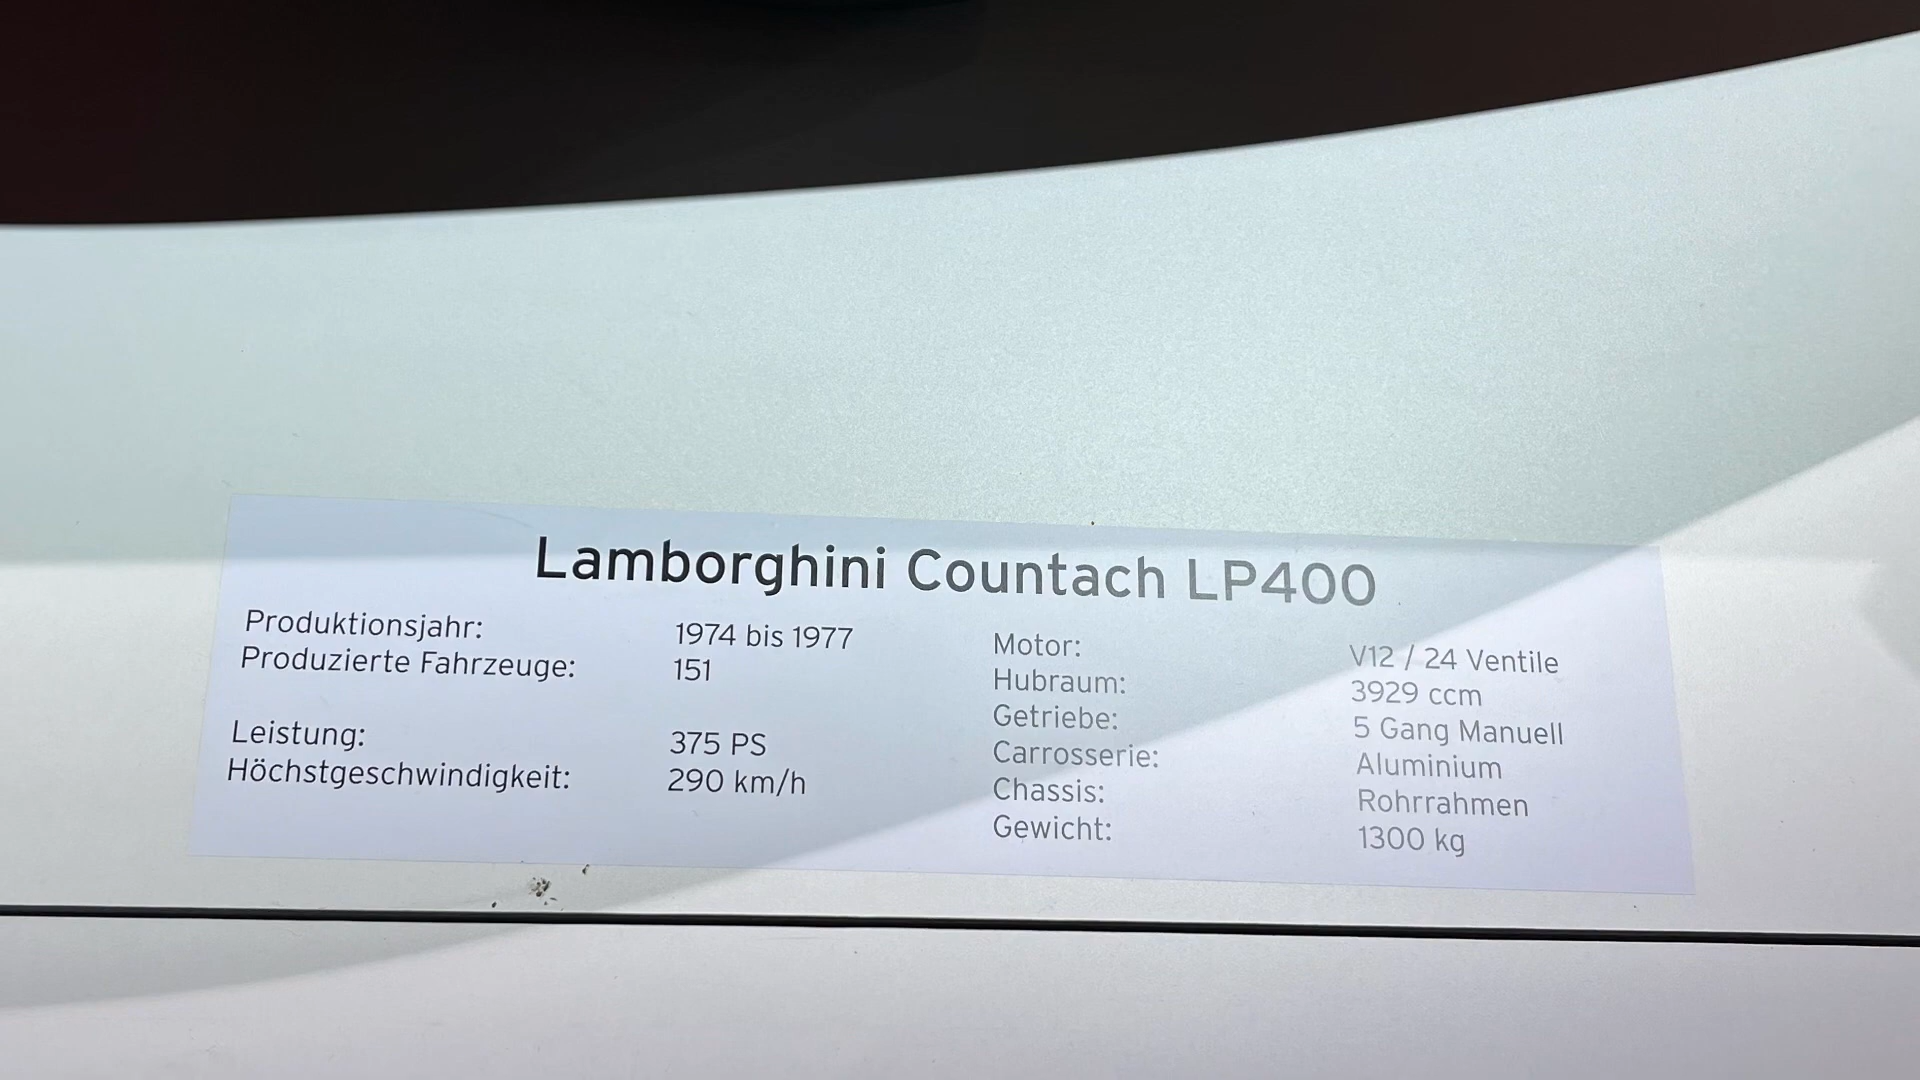 Lamborghini Countach LP400
Produktionsjahr: 1974 bis 1977
Produzierte Fahrzeuge: 151
Leistung: 375 PS
Höchstgeschwindigkeit: 290 km/h
Motor: V12 / 24 Ventile
Hubraum: 3929 ccm
Getriebe: 5 Gang Manuell
Carrosserie: Aluminium
Chassis: Rohrrahmen
Gewicht: 1300 kg